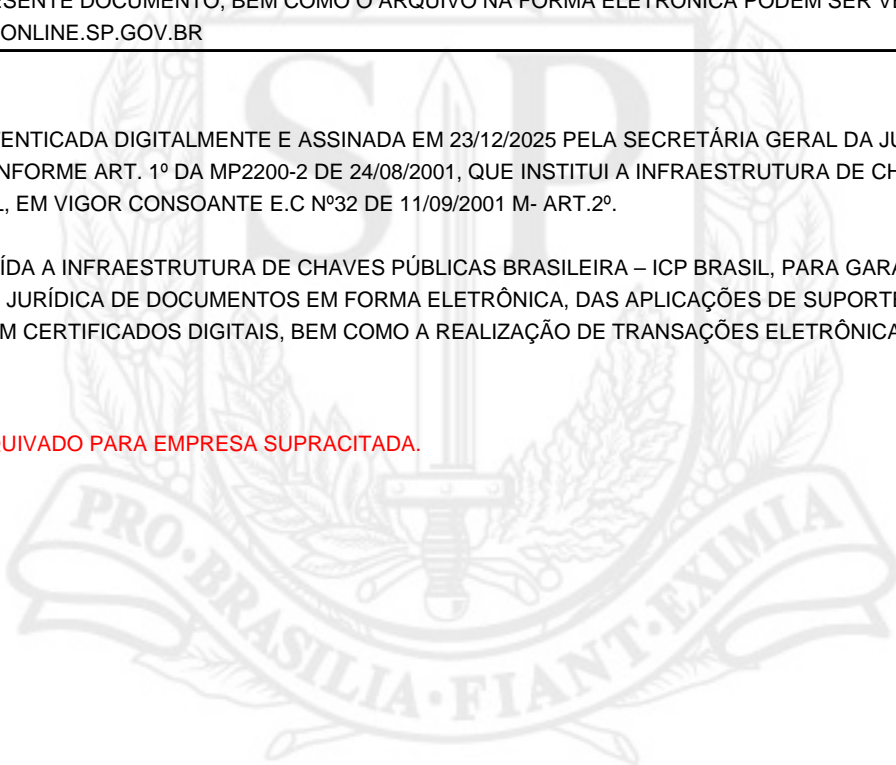 ESENTE DOCUMENTO, BEM COMO O ARQUIVO NA FORMA ELETRÔNICA PODEM SER VE
ONLINE.SP.GOV.BR
ENTICADA DIGITALMENTE E ASSINADA EM 23/12/2025 PELA SECRETÁRIA GERAL DA JU
NFORME ART. 1º DA MP2200-2 DE 24/08/2001, QUE INSTITUI A INFRAESTRUTURA DE CH
L, EM VIGOR CONSOANTE E.C Nº32 DE 11/09/2001 M- ART.2º.
ÍDA A INFRAESTRUTURA DE CHAVES PÚBLICAS BRASILEIRA – ICP BRASIL, PARA GARA
JURÍDICA DE DOCUMENTOS EM FORMA ELETRÔNICA, DAS APLICAÇÕES DE SUPORTE
M CERTIFICADOS DIGITAIS, BEM COMO A REALIZAÇÃO DE TRANSAÇÕES ELETRÔNICA
QUIVADO PARA EMPRESA SUPRACITADA.
SP
PRO·BRASILIA·FIANT·EXIMIA